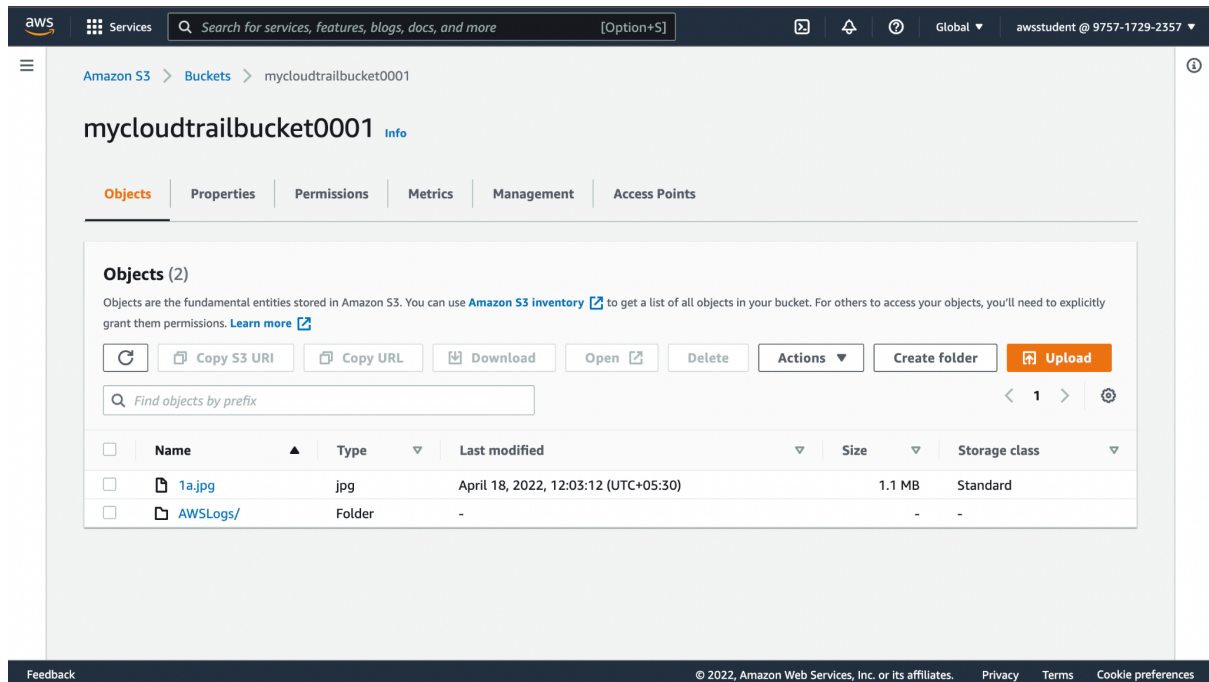 aws Services Search for services, features, blogs, docs, and more [Option+S] Global ▼ awsstudent @ 9757-1729-2357 ▼
Amazon S3 > Buckets > mycloudtrailbucket0001
mycloudtrailbucket0001 Info
Objects Properties Permissions Metrics Management Access Points
Objects (2)
Objects are the fundamental entities stored in Amazon S3. You can use Amazon S3 inventory to get a list of all objects in your bucket. For others to access your objects, you'll need to explicitly
grant them permissions. Learn more
Copy S3 URI Copy URL Download Open Delete Actions ▼ Create folder Upload
Find objects by prefix < 1 >
Name ▲ Type Last modified Size Storage class
1a.jpg jpg April 18, 2022, 12:03:12 (UTC+05:30) 1.1 MB Standard
AWSLogs/ Folder - - -
Feedback © 2022, Amazon Web Services, Inc. or its affiliates. Privacy Terms Cookie preferences